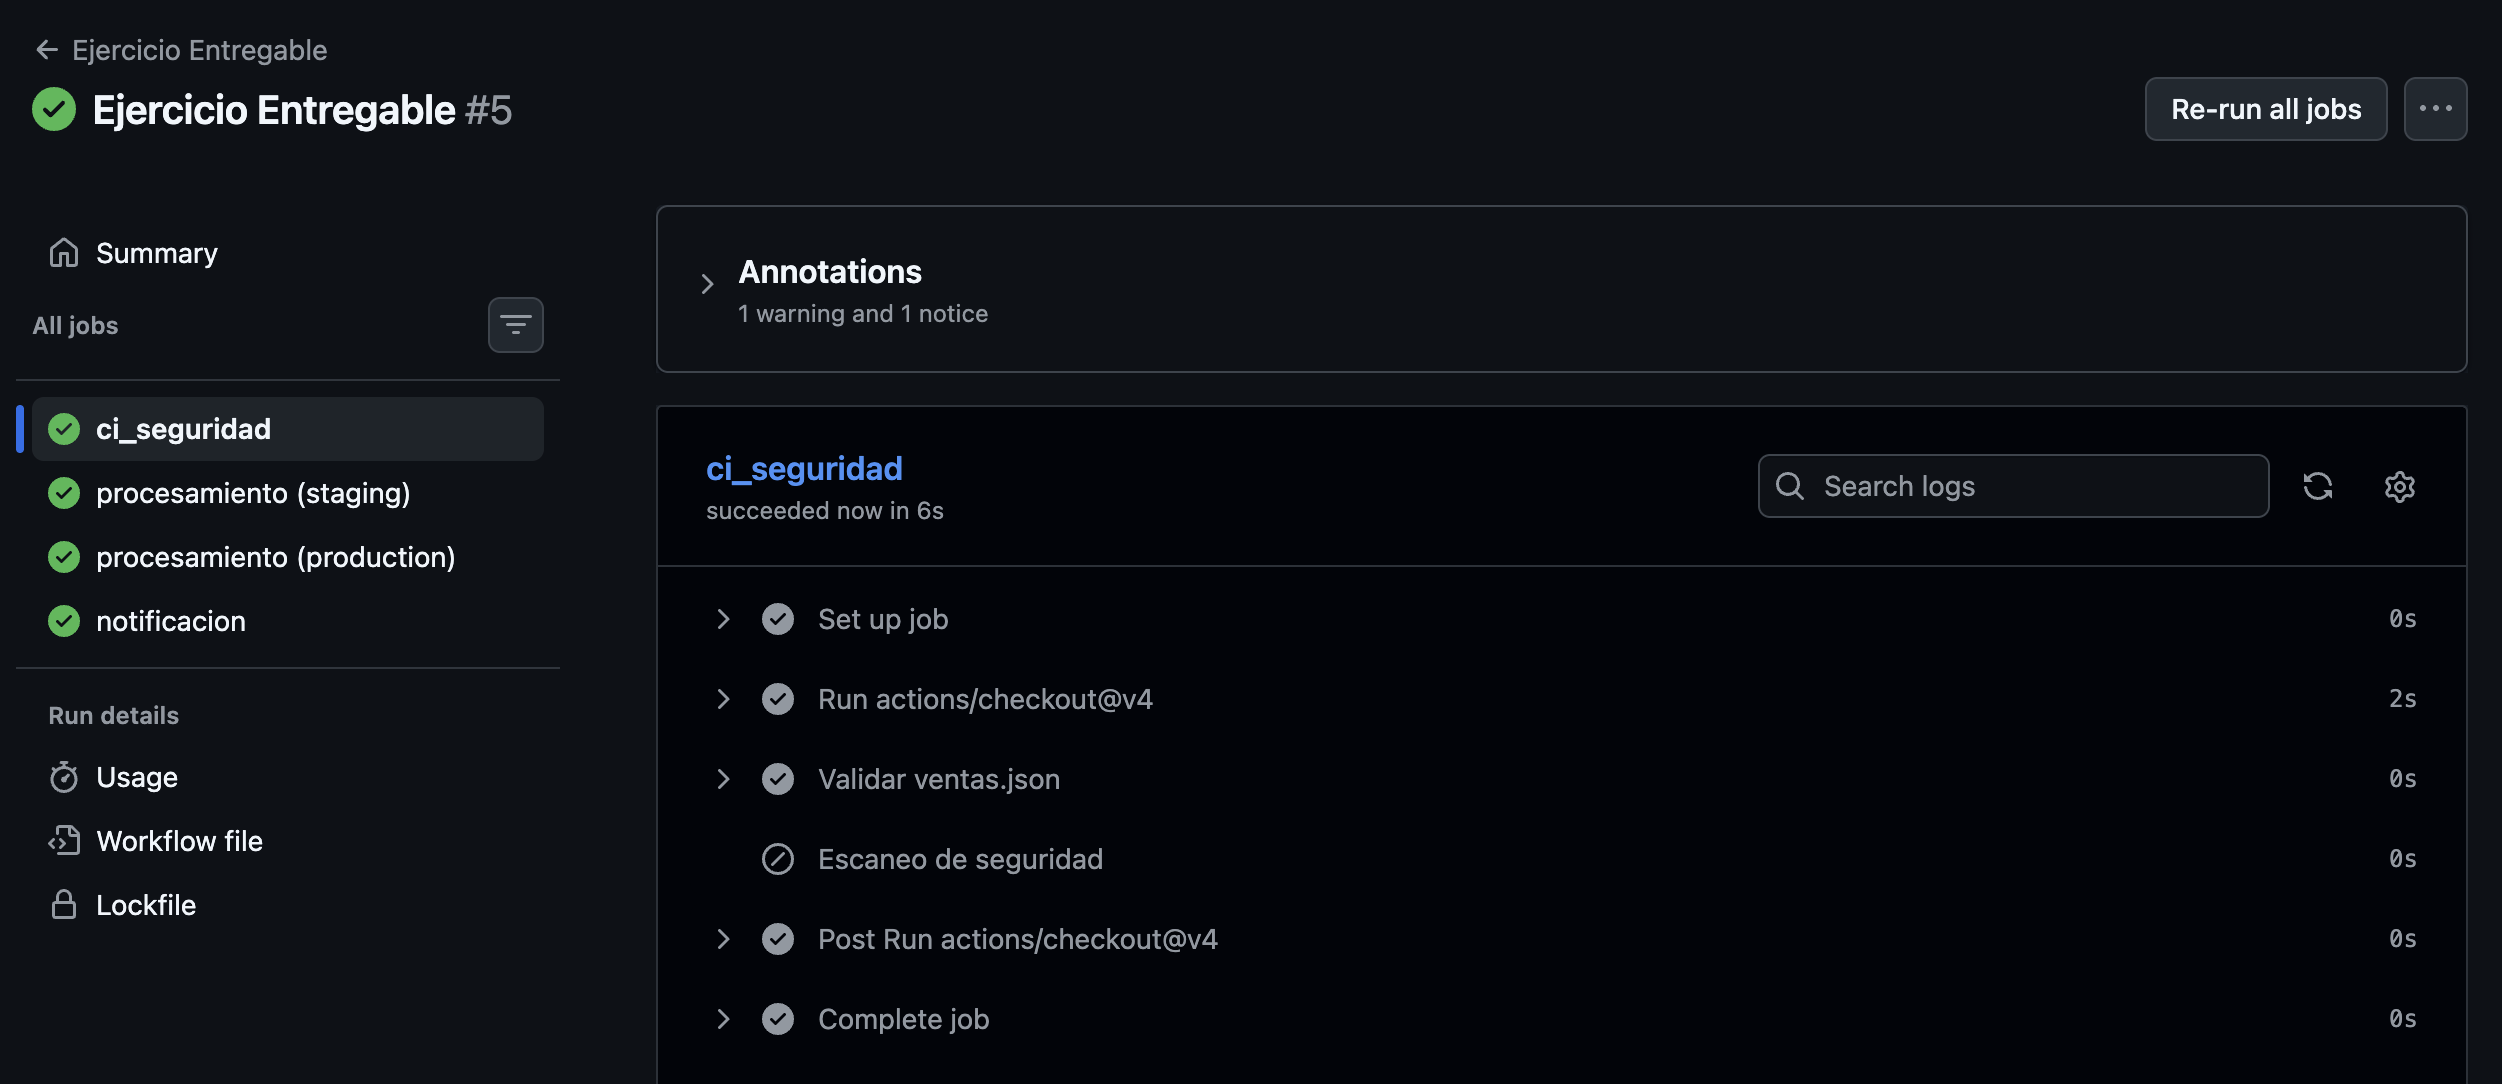 Ejercicio Entregable
Ejercicio Entregable #5
Re-run all jobs
Summary
All jobs
ci_seguridad
procesamiento (staging)
procesamiento (production)
notificacion
Run details
Usage
Workflow file
Lockfile
Annotations
1 warning and 1 notice
ci_seguridad
succeeded now in 6s
Search logs
Set up job 0s
Run actions/checkout@v4 2s
Validar ventas.json 0s
Escaneo de seguridad 0s
Post Run actions/checkout@v4 0s
Complete job 0s